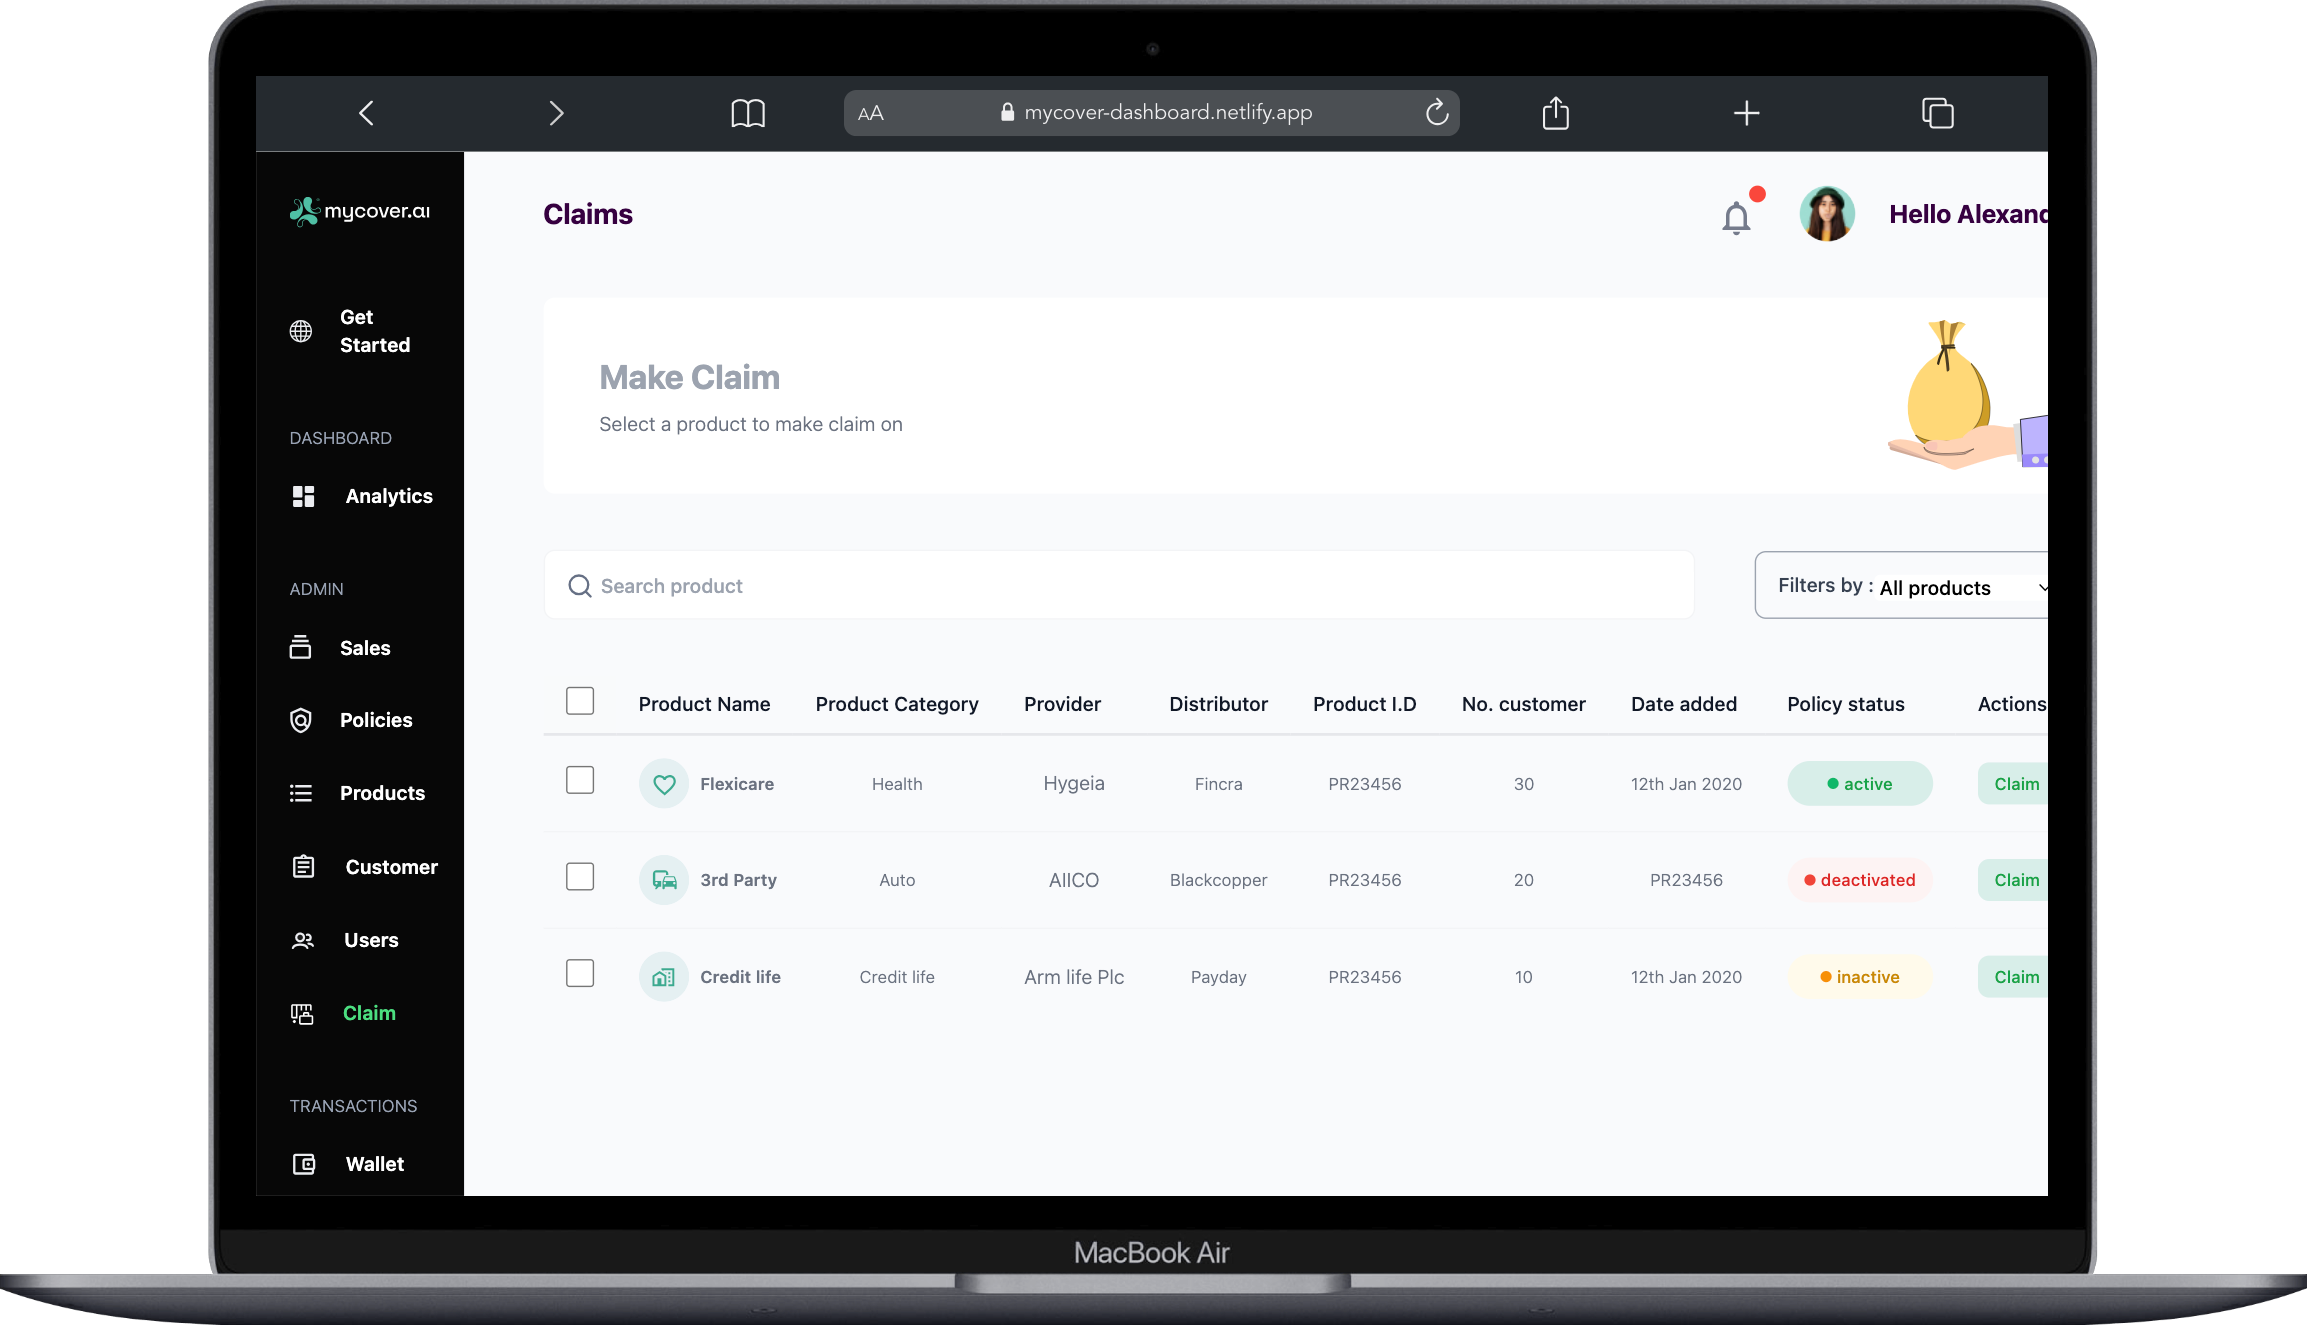 AA mycover-dashboard.netlify.app
mycover.ai
Get
Started
DASHBOARD
Analytics
ADMIN
Sales
Policies
Products
Customer
Users
Claim
TRANSACTIONS
Wallet
Claims
Hello Alexand
Make Claim
Select a product to make claim on
Search product
Filters by : All products
Product Name Product Category Provider Distributor Product I.D No. customer Date added Policy status Actions
Flexicare Health Hygeia Fincra PR23456 30 12th Jan 2020 active Claim
3rd Party Auto AIICO Blackcopper PR23456 20 PR23456 deactivated Claim
Credit life Credit life Arm life Plc Payday PR23456 10 12th Jan 2020 inactive Claim
MacBook Air